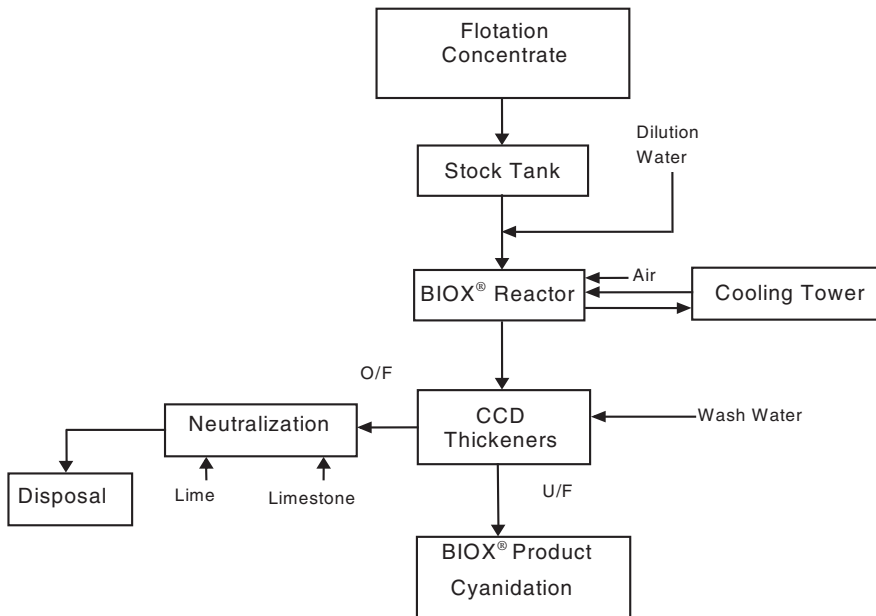 Flotation
Concentrate
Dilution
Water
Stock Tank
BIOX® Reactor
Air
Cooling Tower
O/F
Neutralization
CCD
Thickeners
Wash Water
Disposal
Lime
Limestone
U/F
BIOX® Product
Cyanidation